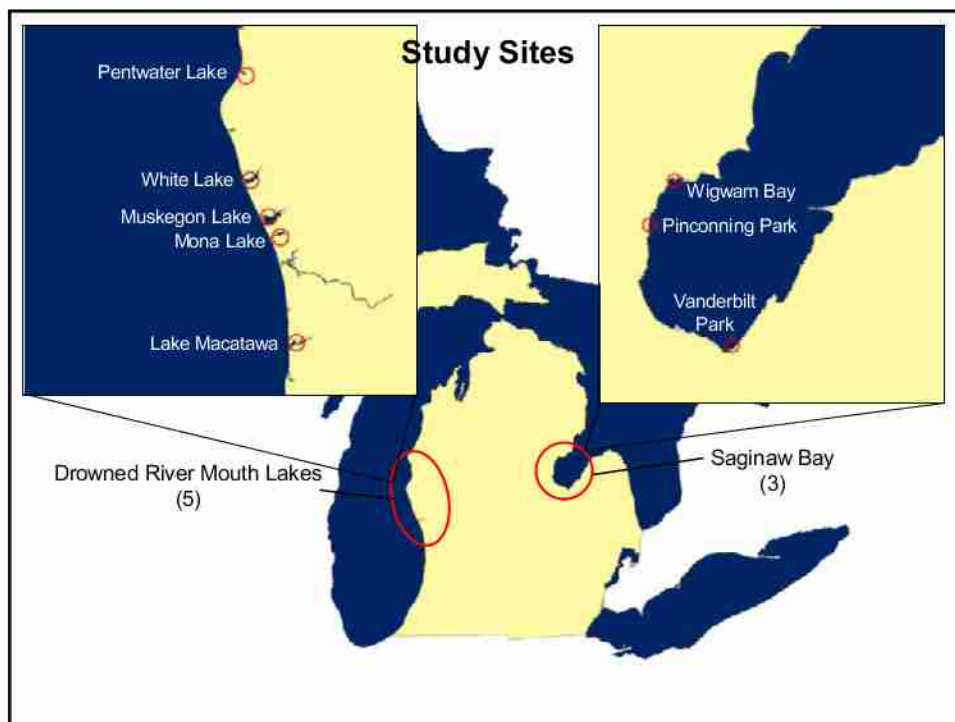 Study Sites
Pentwater Lake
White Lake
Muskegon Lake
Mona Lake
Lake Macatawa
Wigwam Bay
Pinconning Park
Vanderbilt
Park
Drowned River Mouth Lakes
(5)
Saginaw Bay
(3)